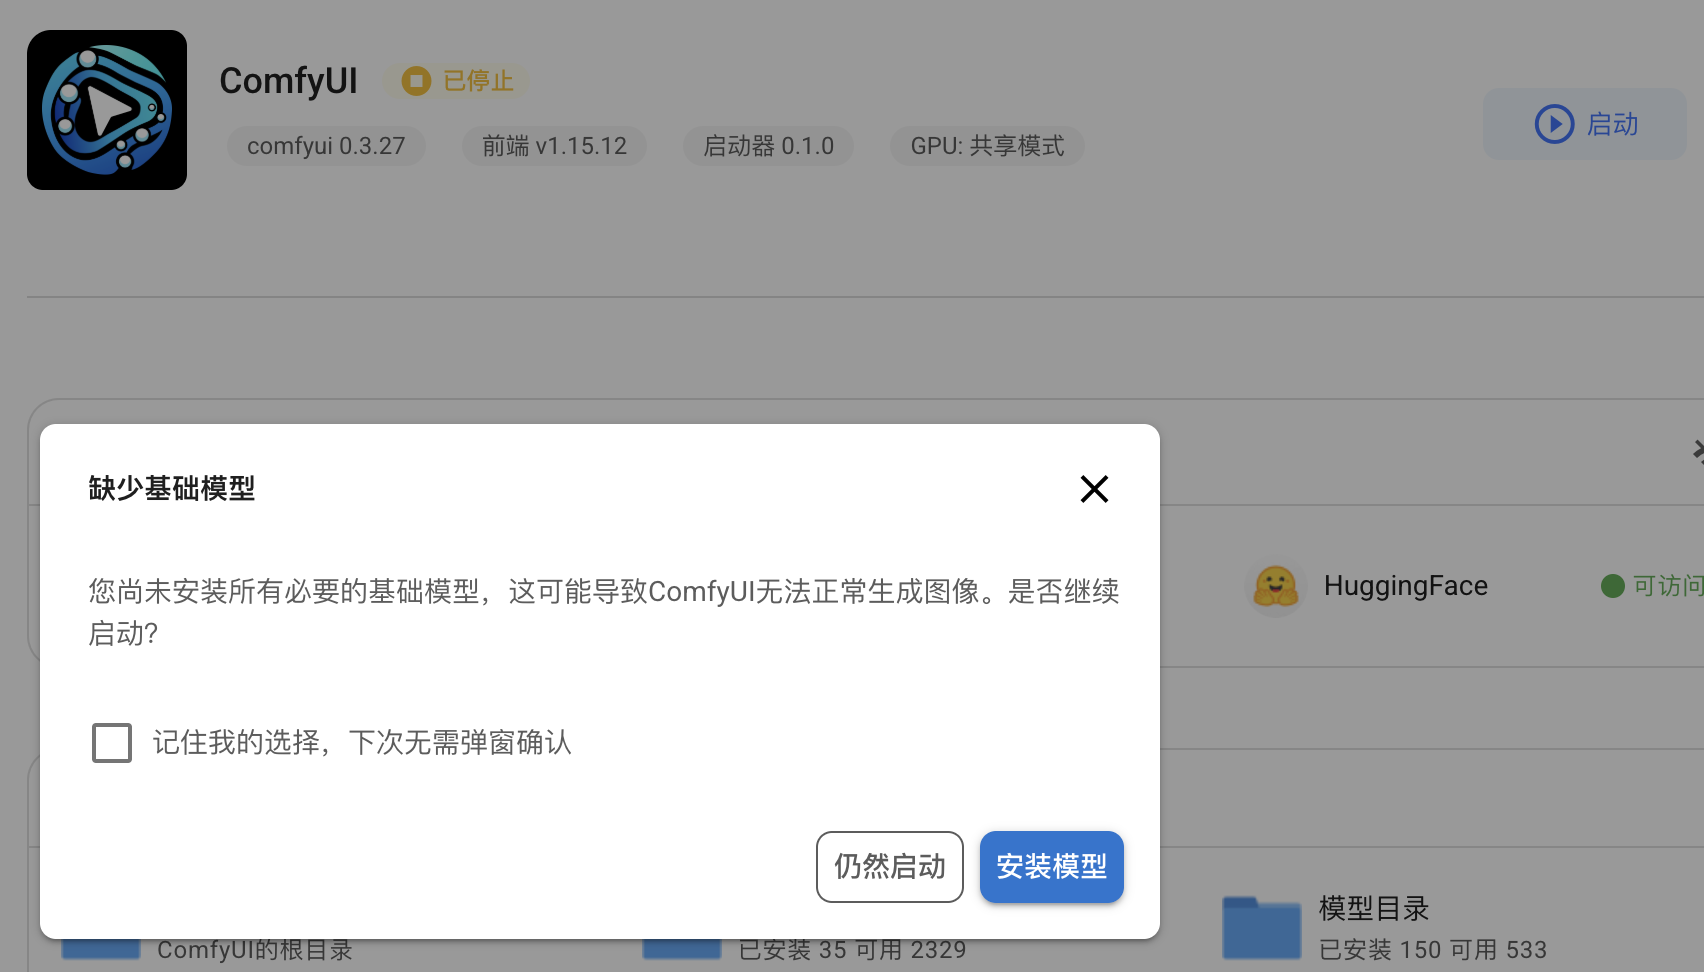 ComfyUI 已停止
comfyui 0.3.27 前端 v1.15.12 启动器 0.1.0 GPU: 共享模式
启动
缺少基础模型
您尚未安装所有必要的基础模型，这可能导致ComfyUI无法正常生成图像。是否继续
启动?
记住我的选择，下次无需弹窗确认
仍然启动 安装模型
HuggingFace 可访问
模型目录
ComfyUI的根目录 已安装 35 可用 2329 已安装 150 可用 533